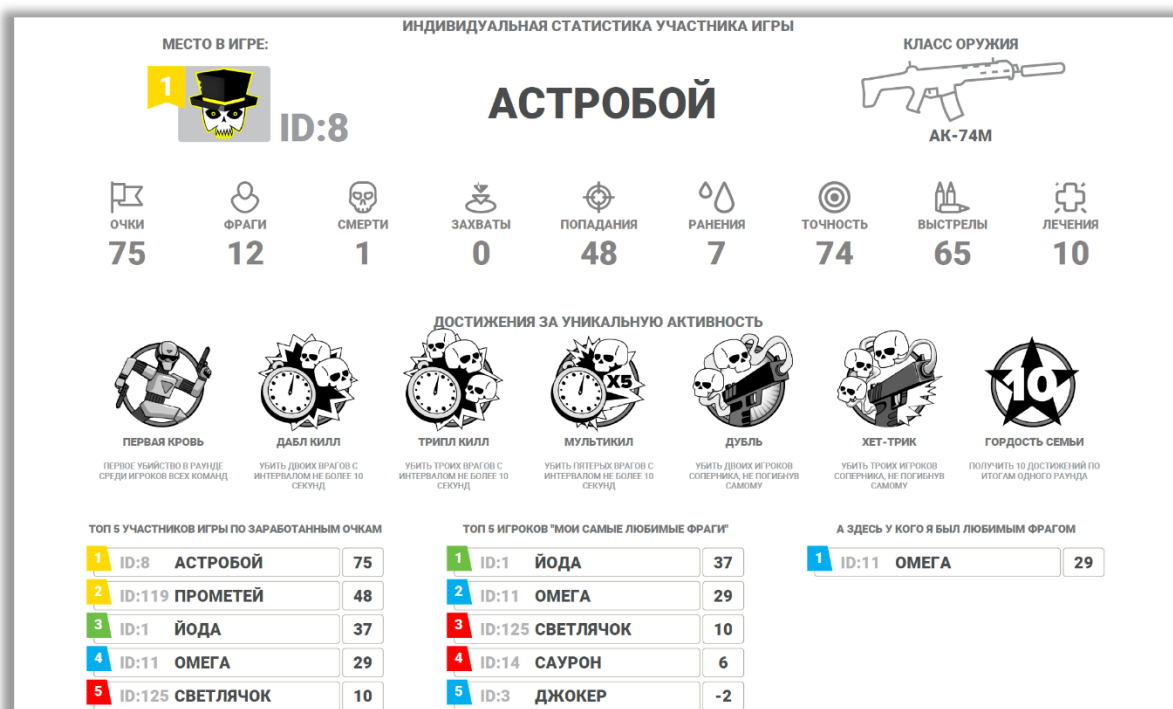 ИНДИВИДУАЛЬНАЯ СТАТИСТИКА УЧАСТНИКА ИГРЫ
МЕСТО В ИГРЕ:
КЛАСС ОРУЖИЯ
1
ID:8
АСТРОБОЙ
АК-74М
ОЧКИ ФРАГИ СМЕРТИ ЗАХВАТЫ ПОПАДАНИЯ РАНЕНИЯ ТОЧНОСТЬ ВЫСТРЕЛЫ ЛЕЧЕНИЯ
75 12 1 0 48 7 74 65 10
ДОСТИЖЕНИЯ ЗА УНИКАЛЬНУЮ АКТИВНОСТЬ
X5
10
ПЕРВАЯ КРОВЬ
ПЕРВОЕ УБИЙСТВО В РАУНДЕ
СРЕДИ ИГРОКОВ ВСЕХ КОМАНД
ДАБЛ КИЛЛ
УБИТЬ ДВОИХ ВРАГОВ С
ИНТЕРВАЛОМ НЕ БОЛЕЕ 10
СЕКУНД
ТРИПЛ КИЛЛ
УБИТЬ ТРОИХ ВРАГОВ С
ИНТЕРВАЛОМ НЕ БОЛЕЕ 10
СЕКУНД
МУЛЬТИКИЛ
УБИТЬ ПЯТЕРЫХ ВРАГОВ С
ИНТЕРВАЛОМ НЕ БОЛЕЕ 10
СЕКУНД
ДУБЛЬ
УБИТЬ ДВОИХ ИГРОКОВ
СОПЕРНИКА, НЕ ПОГИБНУВ
САМОМУ
ХЕТ-ТРИК
УБИТЬ ТРОИХ ИГРОКОВ
СОПЕРНИКА, НЕ ПОГИБНУВ
САМОМУ
ГОРДОСТЬ СЕМЬИ
ПОЛУЧИТЬ 10 ДОСТИЖЕНИЙ ПО
ИТОГАМ ОДНОГО РАУНДА
ТОП 5 УЧАСТНИКОВ ИГРЫ ПО ЗАРАБОТАННЫМ ОЧКАМ
1 ID:8 АСТРОБОЙ 75
2 ID:119 ПРОМЕТЕЙ 48
3 ID:1 ЙОДА 37
4 ID:11 ОМЕГА 29
5 ID:125 СВЕТЛЯЧОК 10
ТОП 5 ИГРОКОВ "МОИ САМЫЕ ЛЮБИМЫЕ ФРАГИ"
1 ID:1 ЙОДА 37
2 ID:11 ОМЕГА 29
3 ID:125 СВЕТЛЯЧОК 10
4 ID:14 САУРОН 6
5 ID:3 ДЖОКЕР -2
А ЗДЕСЬ У КОГО Я БЫЛ ЛЮБИМЫМ ФРАГОМ
1 ID:11 ОМЕГА 29